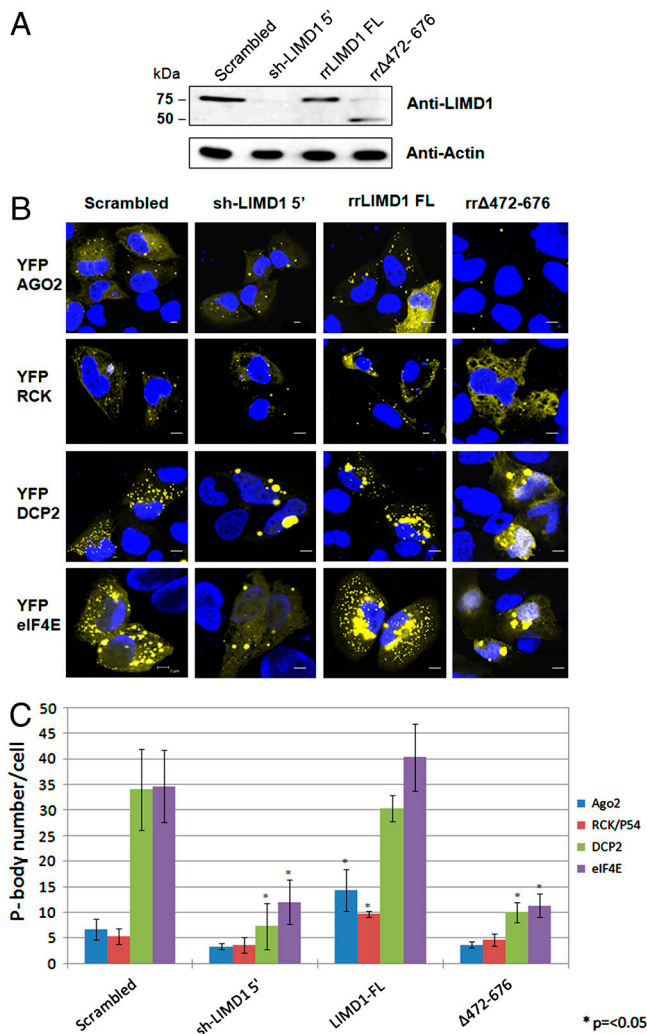 A
Scrambled
sh-LIMD1 5'
rrLIMD1 FL
rrΔ472- 676
kDa
75
50
Anti-LIMD1
Anti-Actin
B
Scrambled
sh-LIMD1 5'
rrLIMD1 FL
rrΔ472-676
YFP
AGO2
YFP
RCK
YFP
DCP2
YFP
eIF4E
5 µm
C
P- body number/cell
50
45
40
35
30
25
20
15
10
5
0
* * * * * *
Ago2
RCK/P54
DCP2
eIF4E
Scrambled
sh-LIMD1 5'
LIMD1-FL
Δ472-676
* p=<0.05